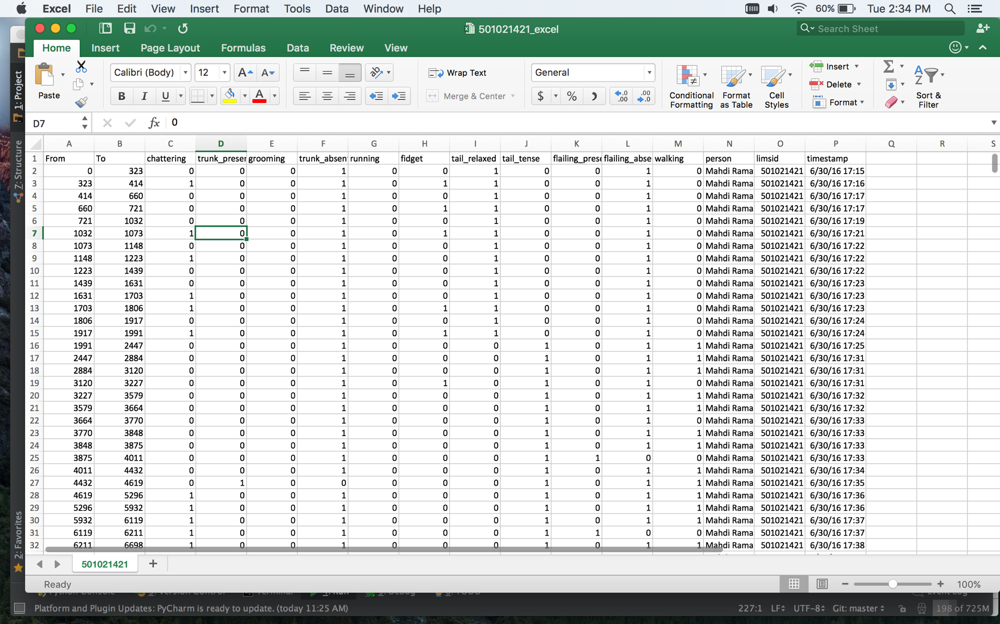 Excel File Edit View Insert Format Tools Data Window Help 60% Tue 2:34 PM
501021421_excel Search Sheet
Home Insert Page Layout Formulas Data Review View
Calibri (Body) 12 Wrap Text General Insert
Paste B I U Merge & Center $ % Conditional Formatting Format as Table Cell Styles Delete Format Sort & Filter
1: Project
7: Structure
2: Favorites
D7 fx 0
A B C D E F G H I J K L M N O P Q R S
1 From To chattering trunk_preser grooming trunk_absen running fidget tail_relaxed tail_tense flailing_prese flailing_abse walking person limsid timestamp
2 0 323 0 0 0 1 0 0 1 0 0 1 0 Mahdi Rama 501021421 6/30/16 17:15
3 323 414 1 0 0 1 0 1 1 0 0 1 0 Mahdi Rama 501021421 6/30/16 17:16
4 414 660 0 0 0 1 0 0 1 0 0 1 0 Mahdi Rama 501021421 6/30/16 17:17
5 660 721 0 0 0 1 0 1 1 0 0 1 0 Mahdi Rama 501021421 6/30/16 17:17
6 721 1032 0 0 0 1 0 0 1 0 0 1 0 Mahdi Rama 501021421 6/30/16 17:19
7 1032 1073 1 0 0 1 0 1 1 0 0 1 0 Mahdi Rama 501021421 6/30/16 17:21
8 1073 1148 0 0 0 1 0 0 1 0 0 1 0 Mahdi Rama 501021421 6/30/16 17:22
9 1148 1223 1 0 0 1 0 0 1 0 0 1 0 Mahdi Rama 501021421 6/30/16 17:22
10 1223 1439 0 0 0 1 0 0 1 0 0 1 0 Mahdi Rama 501021421 6/30/16 17:22
11 1439 1631 0 0 0 1 0 0 1 0 0 1 0 Mahdi Rama 501021421 6/30/16 17:23
12 1631 1703 1 0 0 1 0 0 1 0 0 1 0 Mahdi Rama 501021421 6/30/16 17:23
13 1703 1806 1 0 0 1 0 1 1 0 0 1 0 Mahdi Rama 501021421 6/30/16 17:23
14 1806 1917 0 0 0 1 0 0 1 0 0 1 0 Mahdi Rama 501021421 6/30/16 17:24
15 1917 1991 1 0 0 1 0 1 1 0 0 1 0 Mahdi Rama 501021421 6/30/16 17:24
16 1991 2447 0 0 0 1 0 0 0 1 0 1 1 Mahdi Rama 501021421 6/30/16 17:25
17 2447 2884 0 0 0 1 0 0 0 1 0 1 1 Mahdi Rama 501021421 6/30/16 17:31
18 2884 3120 0 0 0 1 0 0 0 1 0 1 1 Mahdi Rama 501021421 6/30/16 17:31
19 3120 3227 0 0 0 1 0 1 0 1 0 1 0 Mahdi Rama 501021421 6/30/16 17:31
20 3227 3579 0 0 0 1 0 0 0 1 0 1 1 Mahdi Rama 501021421 6/30/16 17:32
21 3579 3664 0 0 0 1 0 0 0 1 0 1 1 Mahdi Rama 501021421 6/30/16 17:32
22 3664 3770 0 0 0 1 0 0 0 1 0 1 0 Mahdi Rama 501021421 6/30/16 17:33
23 3770 3848 0 0 0 1 0 0 0 1 0 1 1 Mahdi Rama 501021421 6/30/16 17:33
24 3848 3875 0 0 0 1 0 0 0 1 0 1 1 Mahdi Rama 501021421 6/30/16 17:33
25 3875 4011 0 0 0 1 0 0 0 1 1 0 0 Mahdi Rama 501021421 6/30/16 17:33
26 4011 4432 0 0 0 1 0 0 0 1 0 1 1 Mahdi Rama 501021421 6/30/16 17:34
27 4432 4619 0 1 0 0 0 0 0 1 0 1 1 Mahdi Rama 501021421 6/30/16 17:35
28 4619 5296 1 0 0 1 0 0 0 1 0 1 1 Mahdi Rama 501021421 6/30/16 17:36
29 5296 5932 1 0 0 1 0 0 0 1 0 1 1 Mahdi Rama 501021421 6/30/16 17:36
30 5932 6119 1 0 0 1 0 0 0 1 0 1 1 Mahdi Rama 501021421 6/30/16 17:37
31 6119 6211 1 0 0 1 0 0 0 1 1 0 0 Mahdi Rama 501021421 6/30/16 17:37
32 6211 6698 1 0 0 1 0 0 0 1 0 1 1 Mahdi Rama 501021421 6/30/16 17:38
501021421 +
Ready 100%
Platform and Plugin Updates: PyCharm is ready to update. (today 11:25 AM) 227:1 LF UTF-8 Git: master 198 of 725M